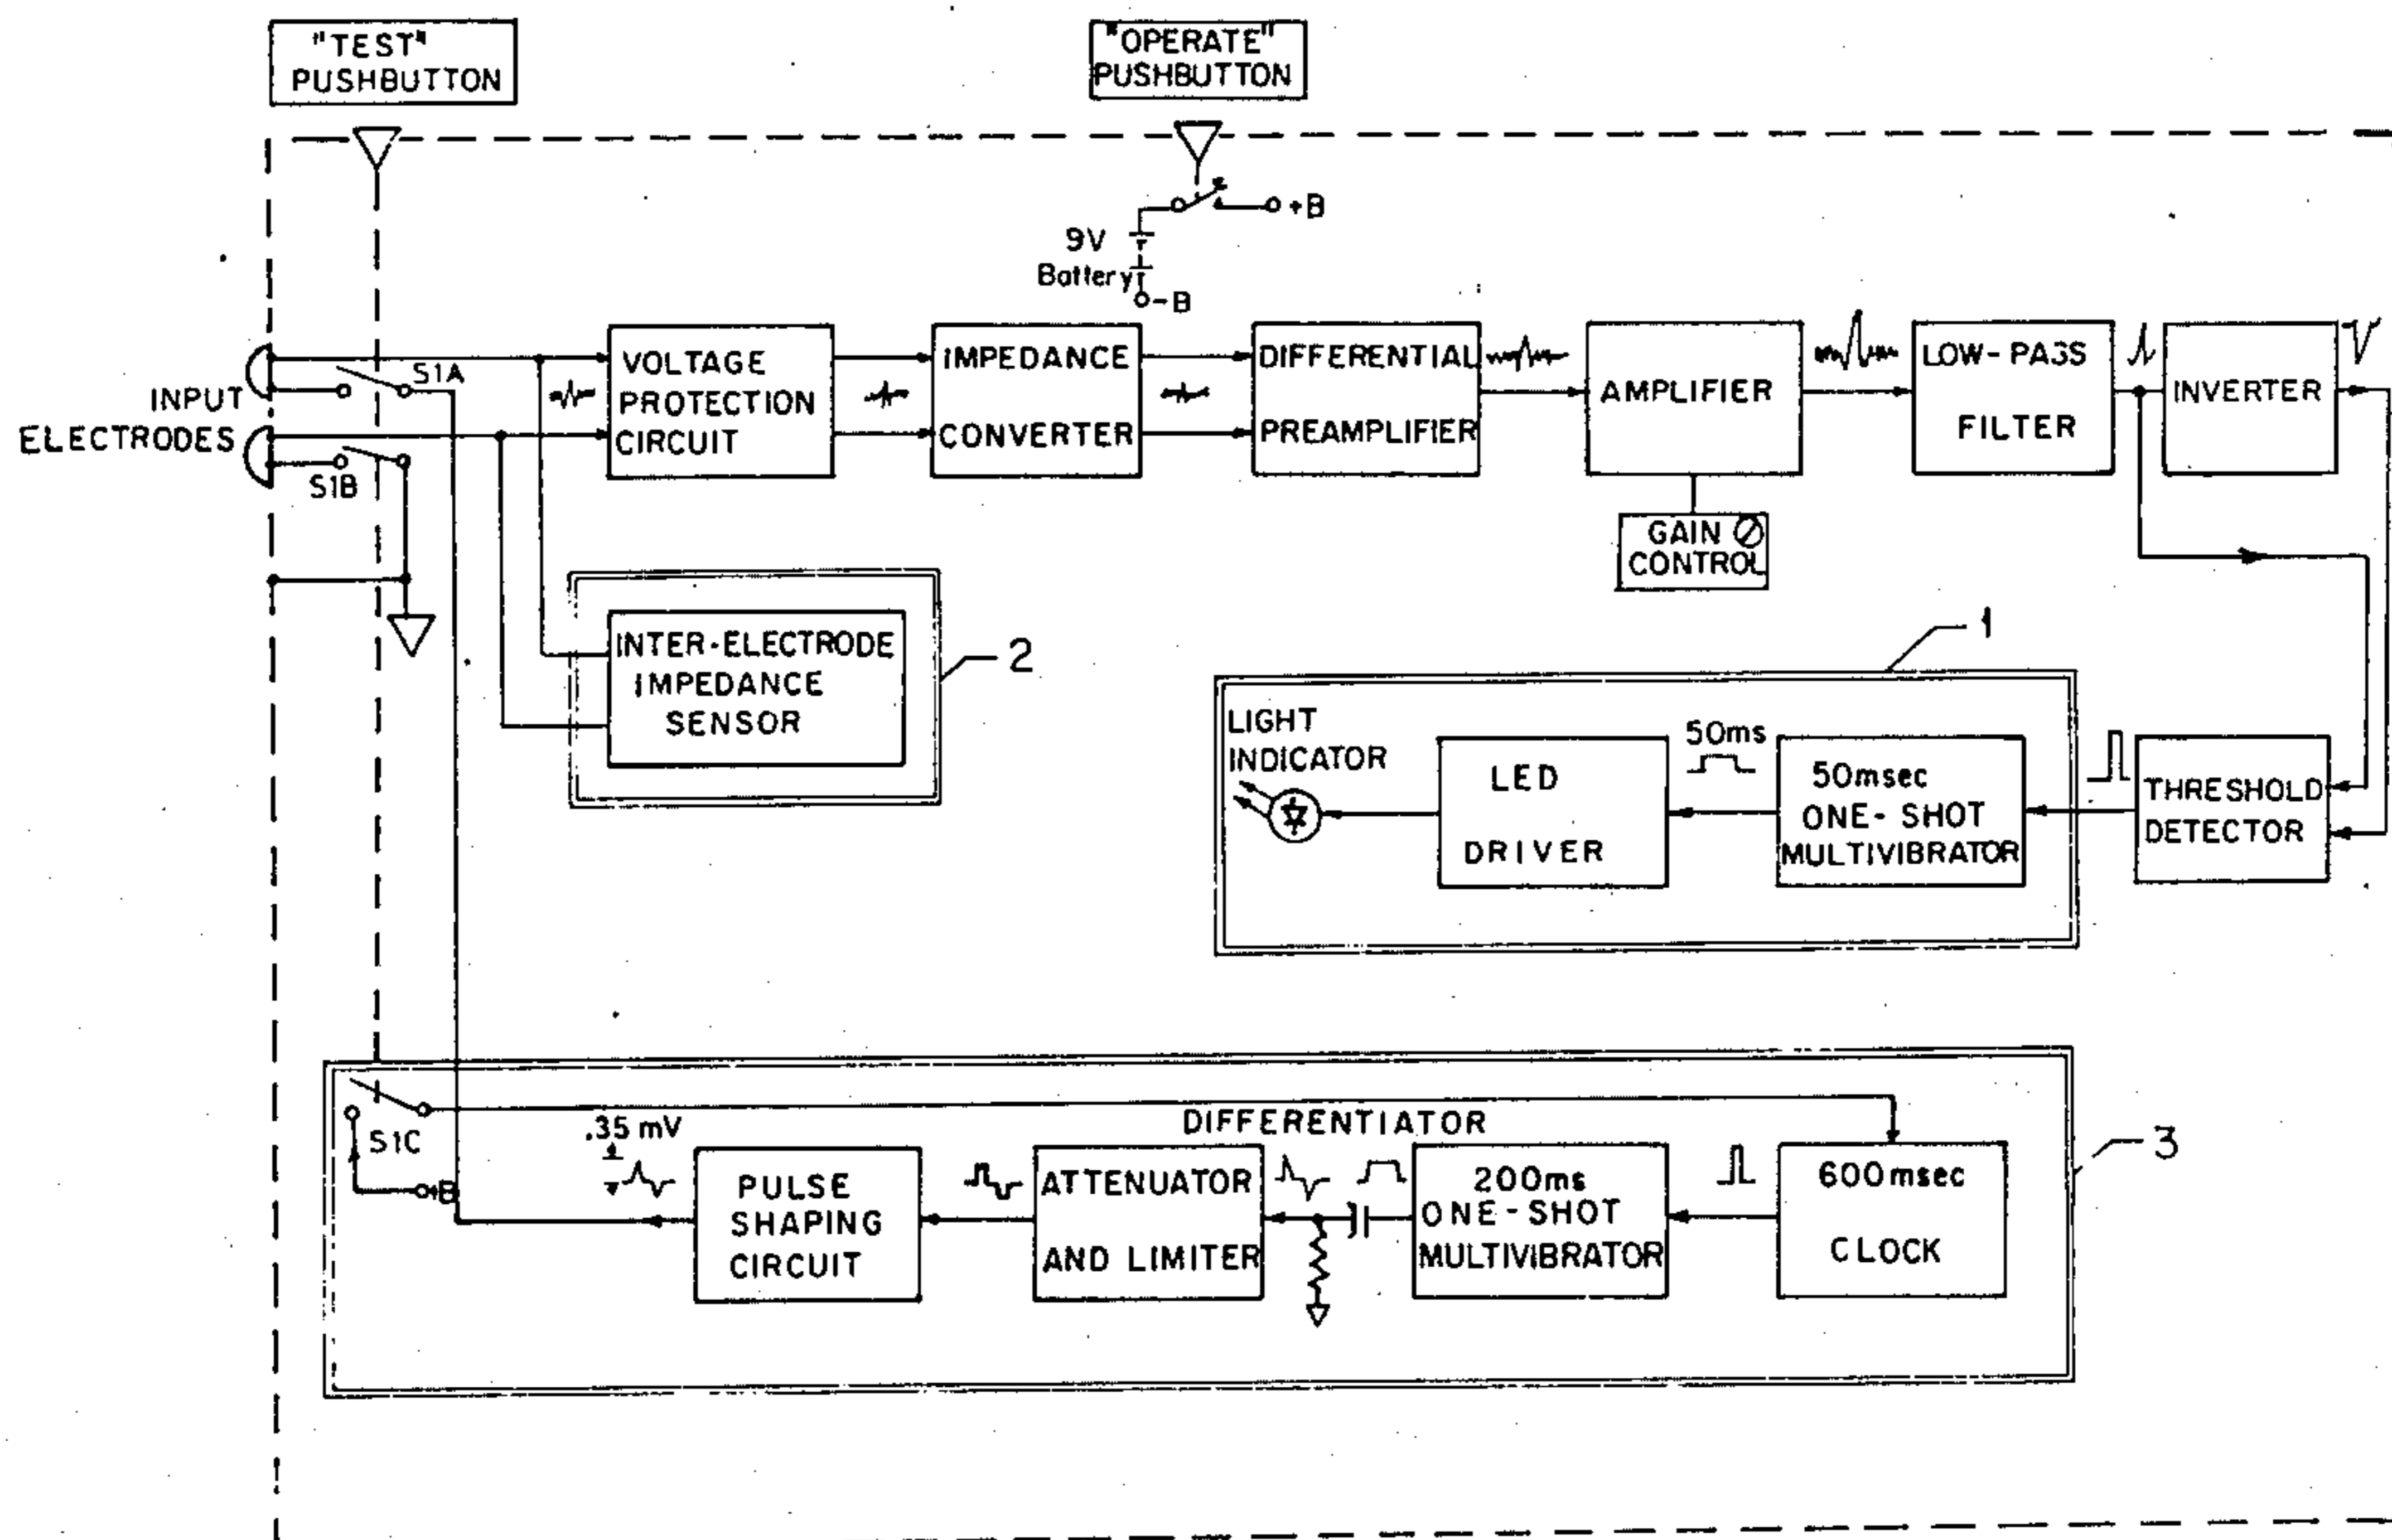 "TEST"
PUSHBUTTON
"OPERATE"
PUSHBUTTON
+B
9V
Battery
-B
INPUT
ELECTRODES
S1A
S1B
VOLTAGE
PROTECTION
CIRCUIT
IMPEDANCE
CONVERTER
DIFFERENTIAL
PREAMPLIFIER
AMPLIFIER
GAIN
CONTROL
LOW-PASS
FILTER
INVERTER
INTER-ELECTRODE
IMPEDANCE
SENSOR
2
1
LIGHT
INDICATOR
LED
DRIVER
50ms
50msec
ONE-SHOT
MULTIVIBRATOR
THRESHOLD
DETECTOR
S1C
+B
.35 mV
PULSE
SHAPING
CIRCUIT
DIFFERENTIATOR
ATTENUATOR
AND LIMITER
200ms
ONE-SHOT
MULTIVIBRATOR
600msec
CLOCK
3